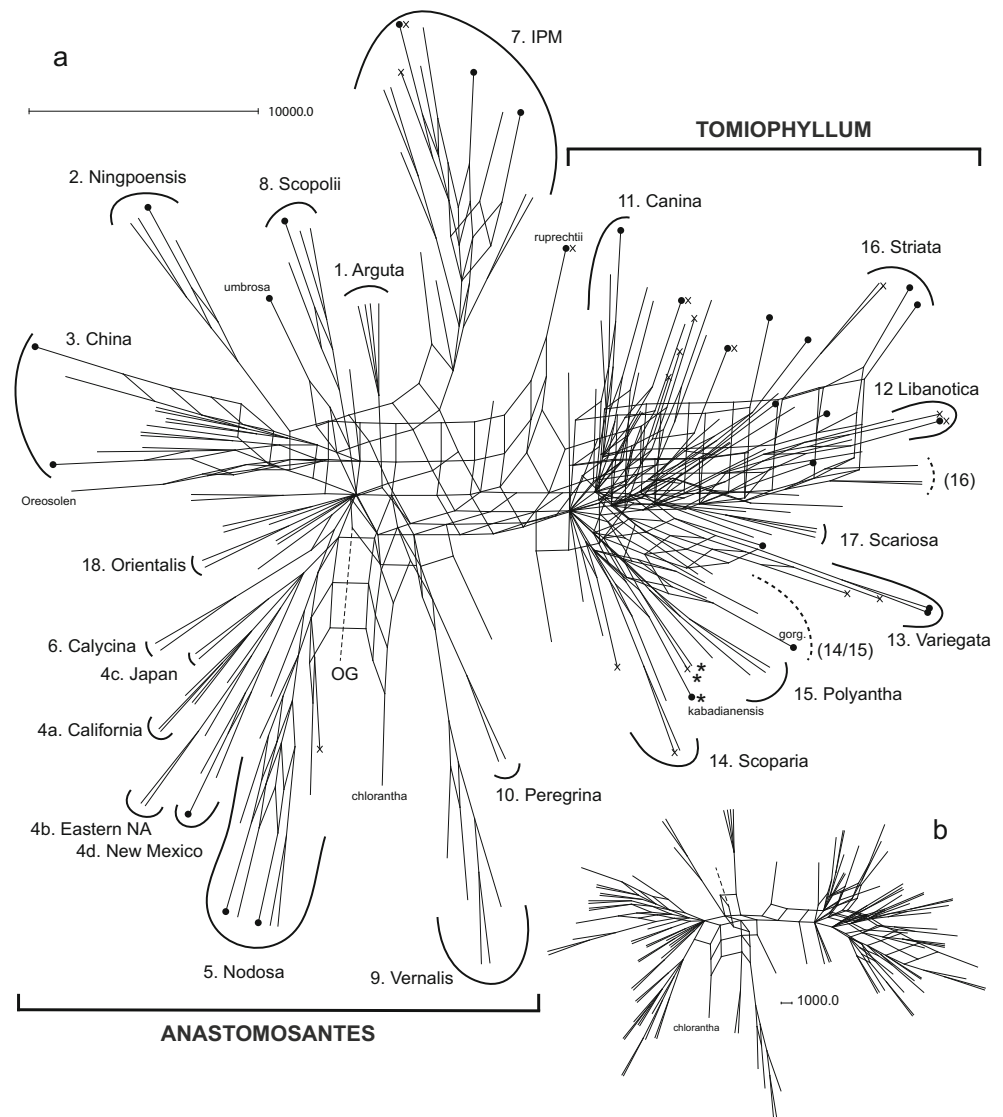 a
7. IPM
10000.0
TOMIOPHYLLUM
2. Ningpoensis
8. Scopolii
11. Canina
ruprechtii
x
16. Striata
umbrosa
1. Arguta
3. China
12 Libanotica
(16)
Oreosolen
17. Scariosa
18. Orientalis
13. Variegata
gorg.
(14/15)
6. Calycina
4c. Japan
OG
15. Polyantha
* * *
kabadianensis
4a. California
14. Scoparia
chlorantha
10. Peregrina
4b. Eastern NA
4d. New Mexico
b
5. Nodosa
9. Vernalis
1000.0
chlorantha
ANASTOMOSANTES